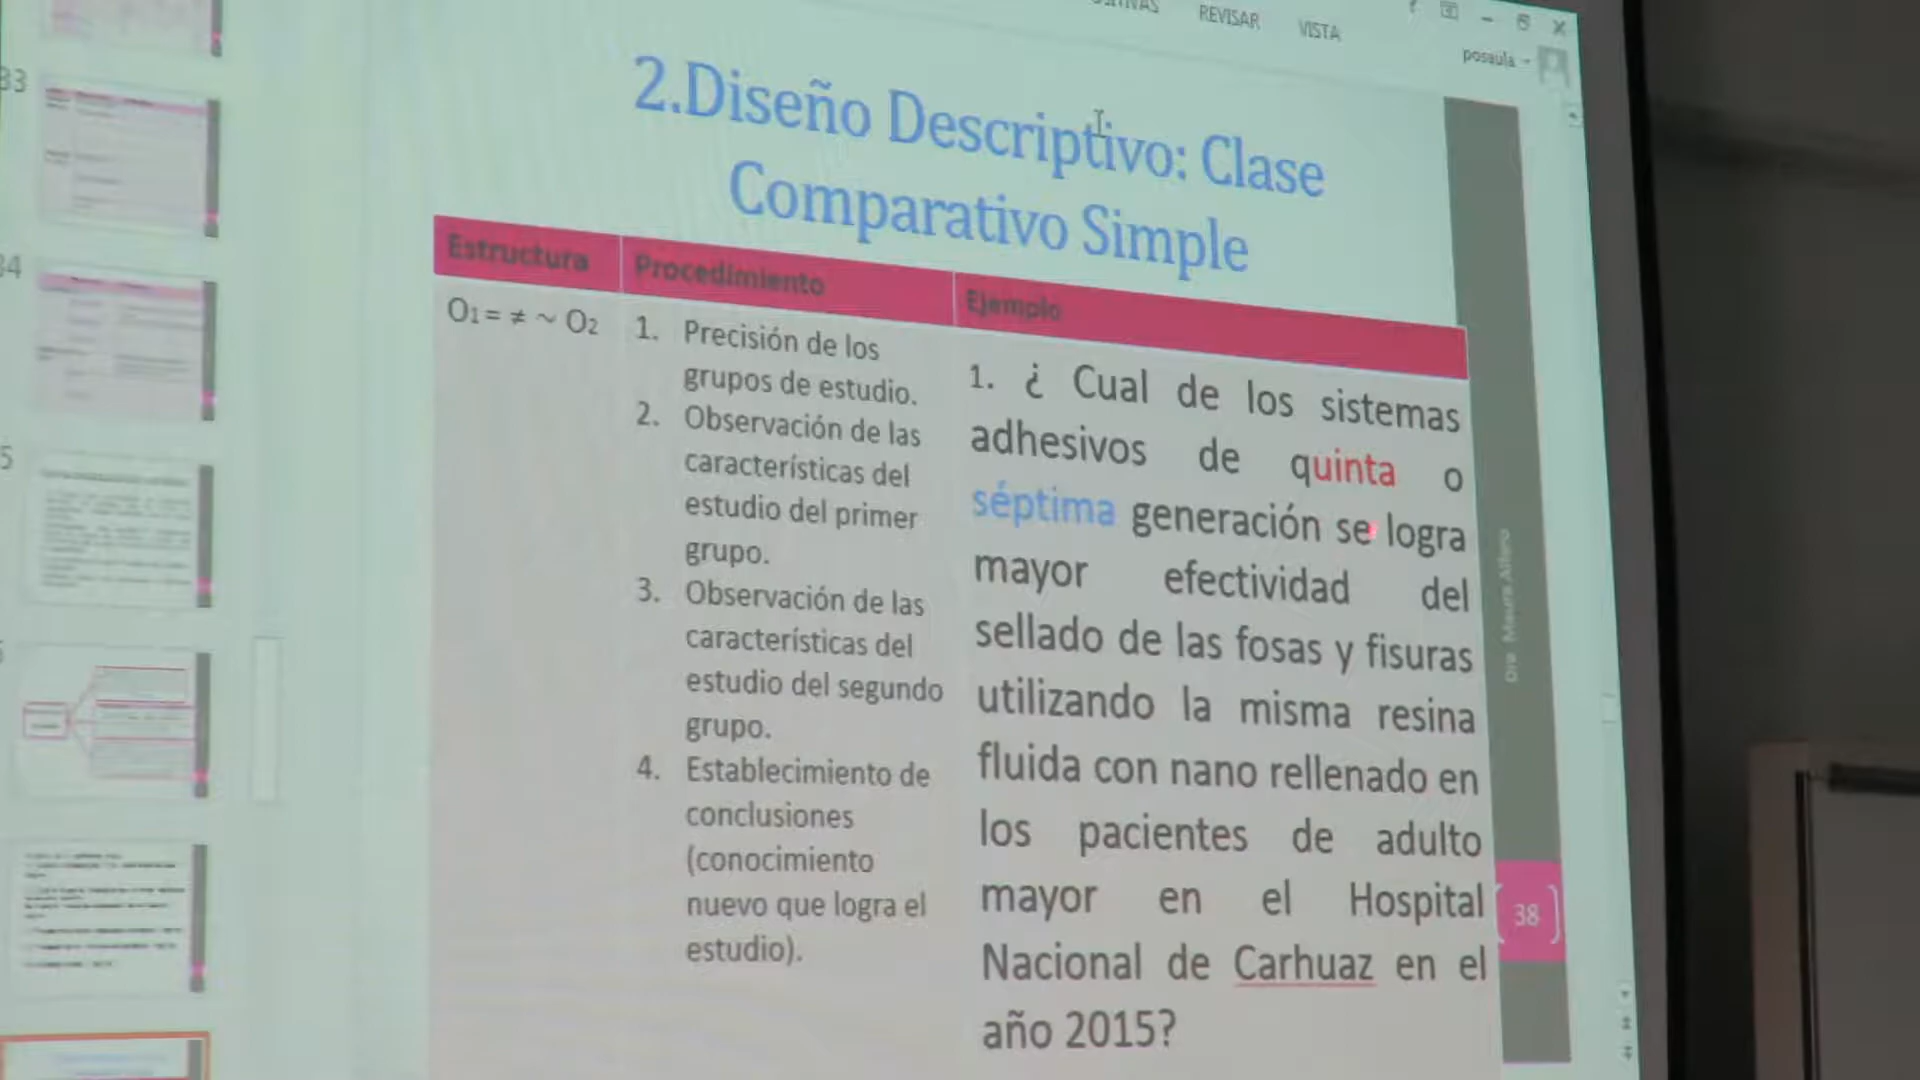 REVISAR
VISTA
posaula
33
34
2.Diseño Descriptivo: Clase
Comparativo Simple
Estructura
Procedimiento
Ejemplo
O1= ≠ ~ O2
1. Precisión de los
grupos de estudio.
2. Observación de las
características del
estudio del primer
grupo.
3. Observación de las
características del
estudio del segundo
grupo.
4. Establecimiento de
conclusiones
(conocimiento
nuevo que logra el
estudio).
1. ¿ Cual de los sistemas
adhesivos de quinta o
séptima generación se logra
mayor efectividad del
sellado de las fosas y fisuras
utilizando la misma resina
fluida con nano rellenado en
los pacientes de adulto
mayor en el Hospital
Nacional de Carhuaz en el
año 2015?
38